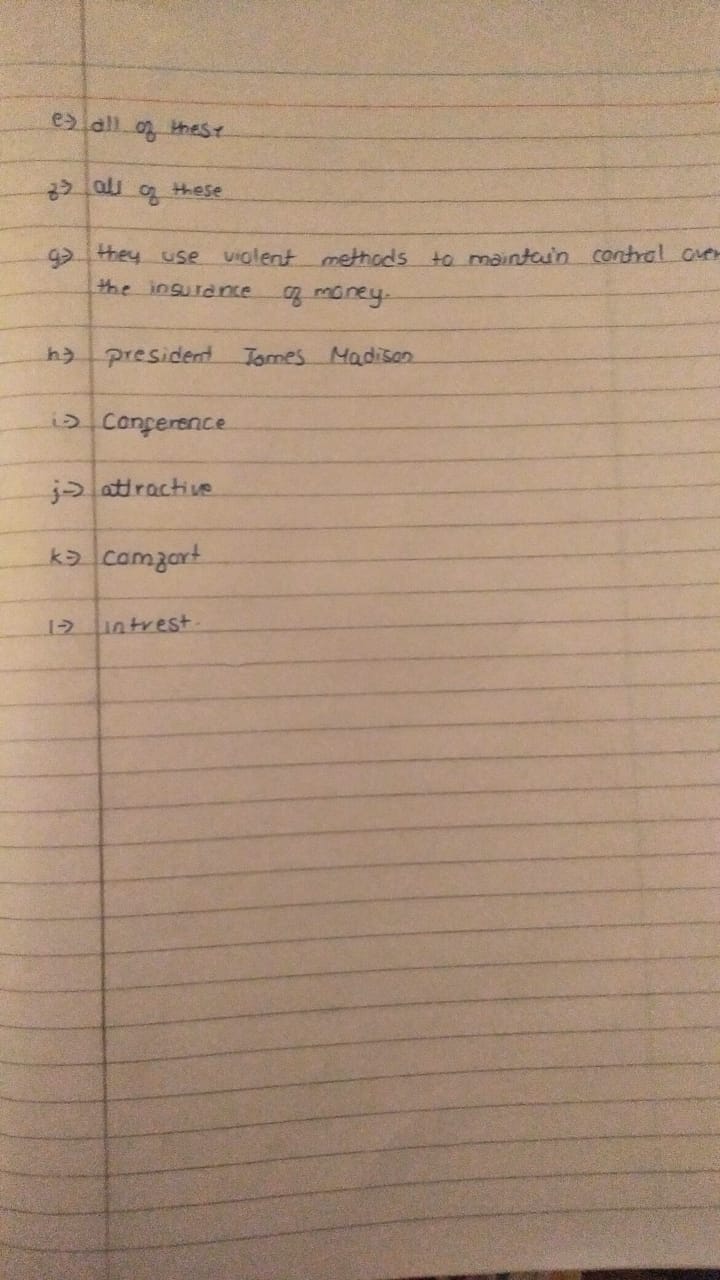 e→ all of these
f→ all of these
g→ they use violent methods to maintain control over
the insurance of money.
h→ president James Madison
i→ Conference
j→ attractive
k→ comfort
l→ intrest.